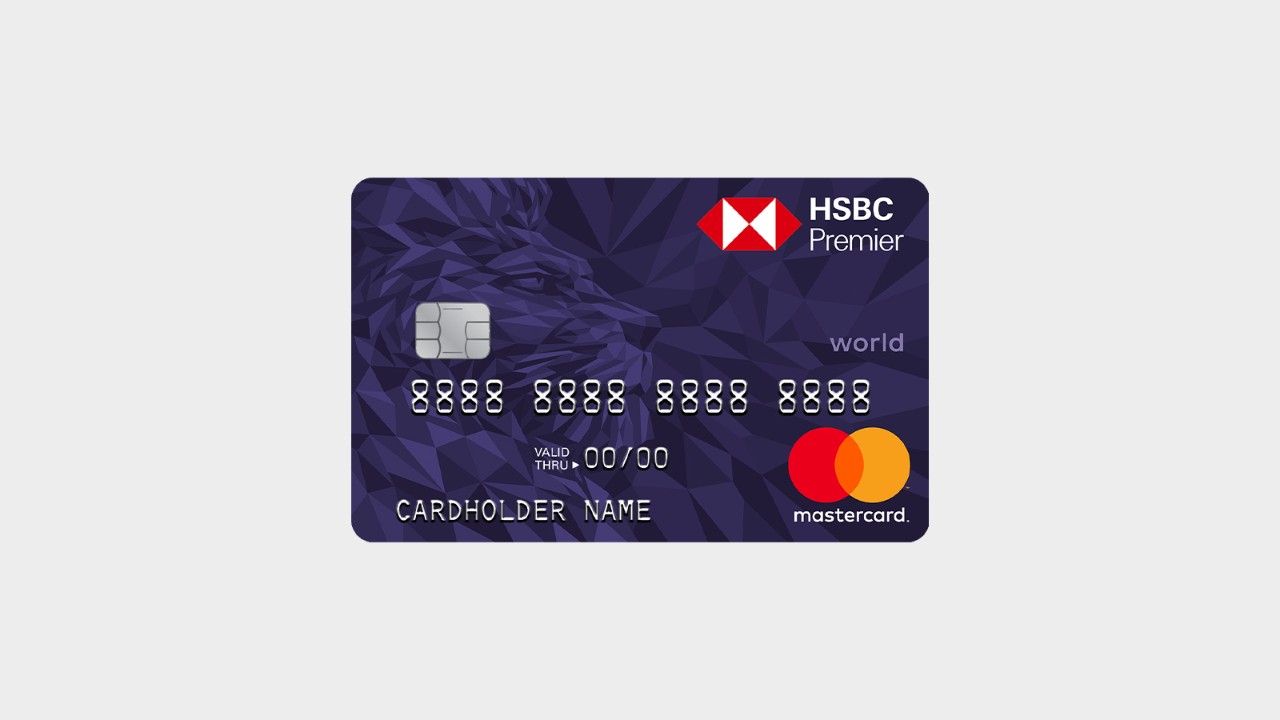 HSBC
Premier
world
8888 8888 8888 8888
VALID
THRU ▶ 00/00
CARDHOLDER NAME
mastercard.